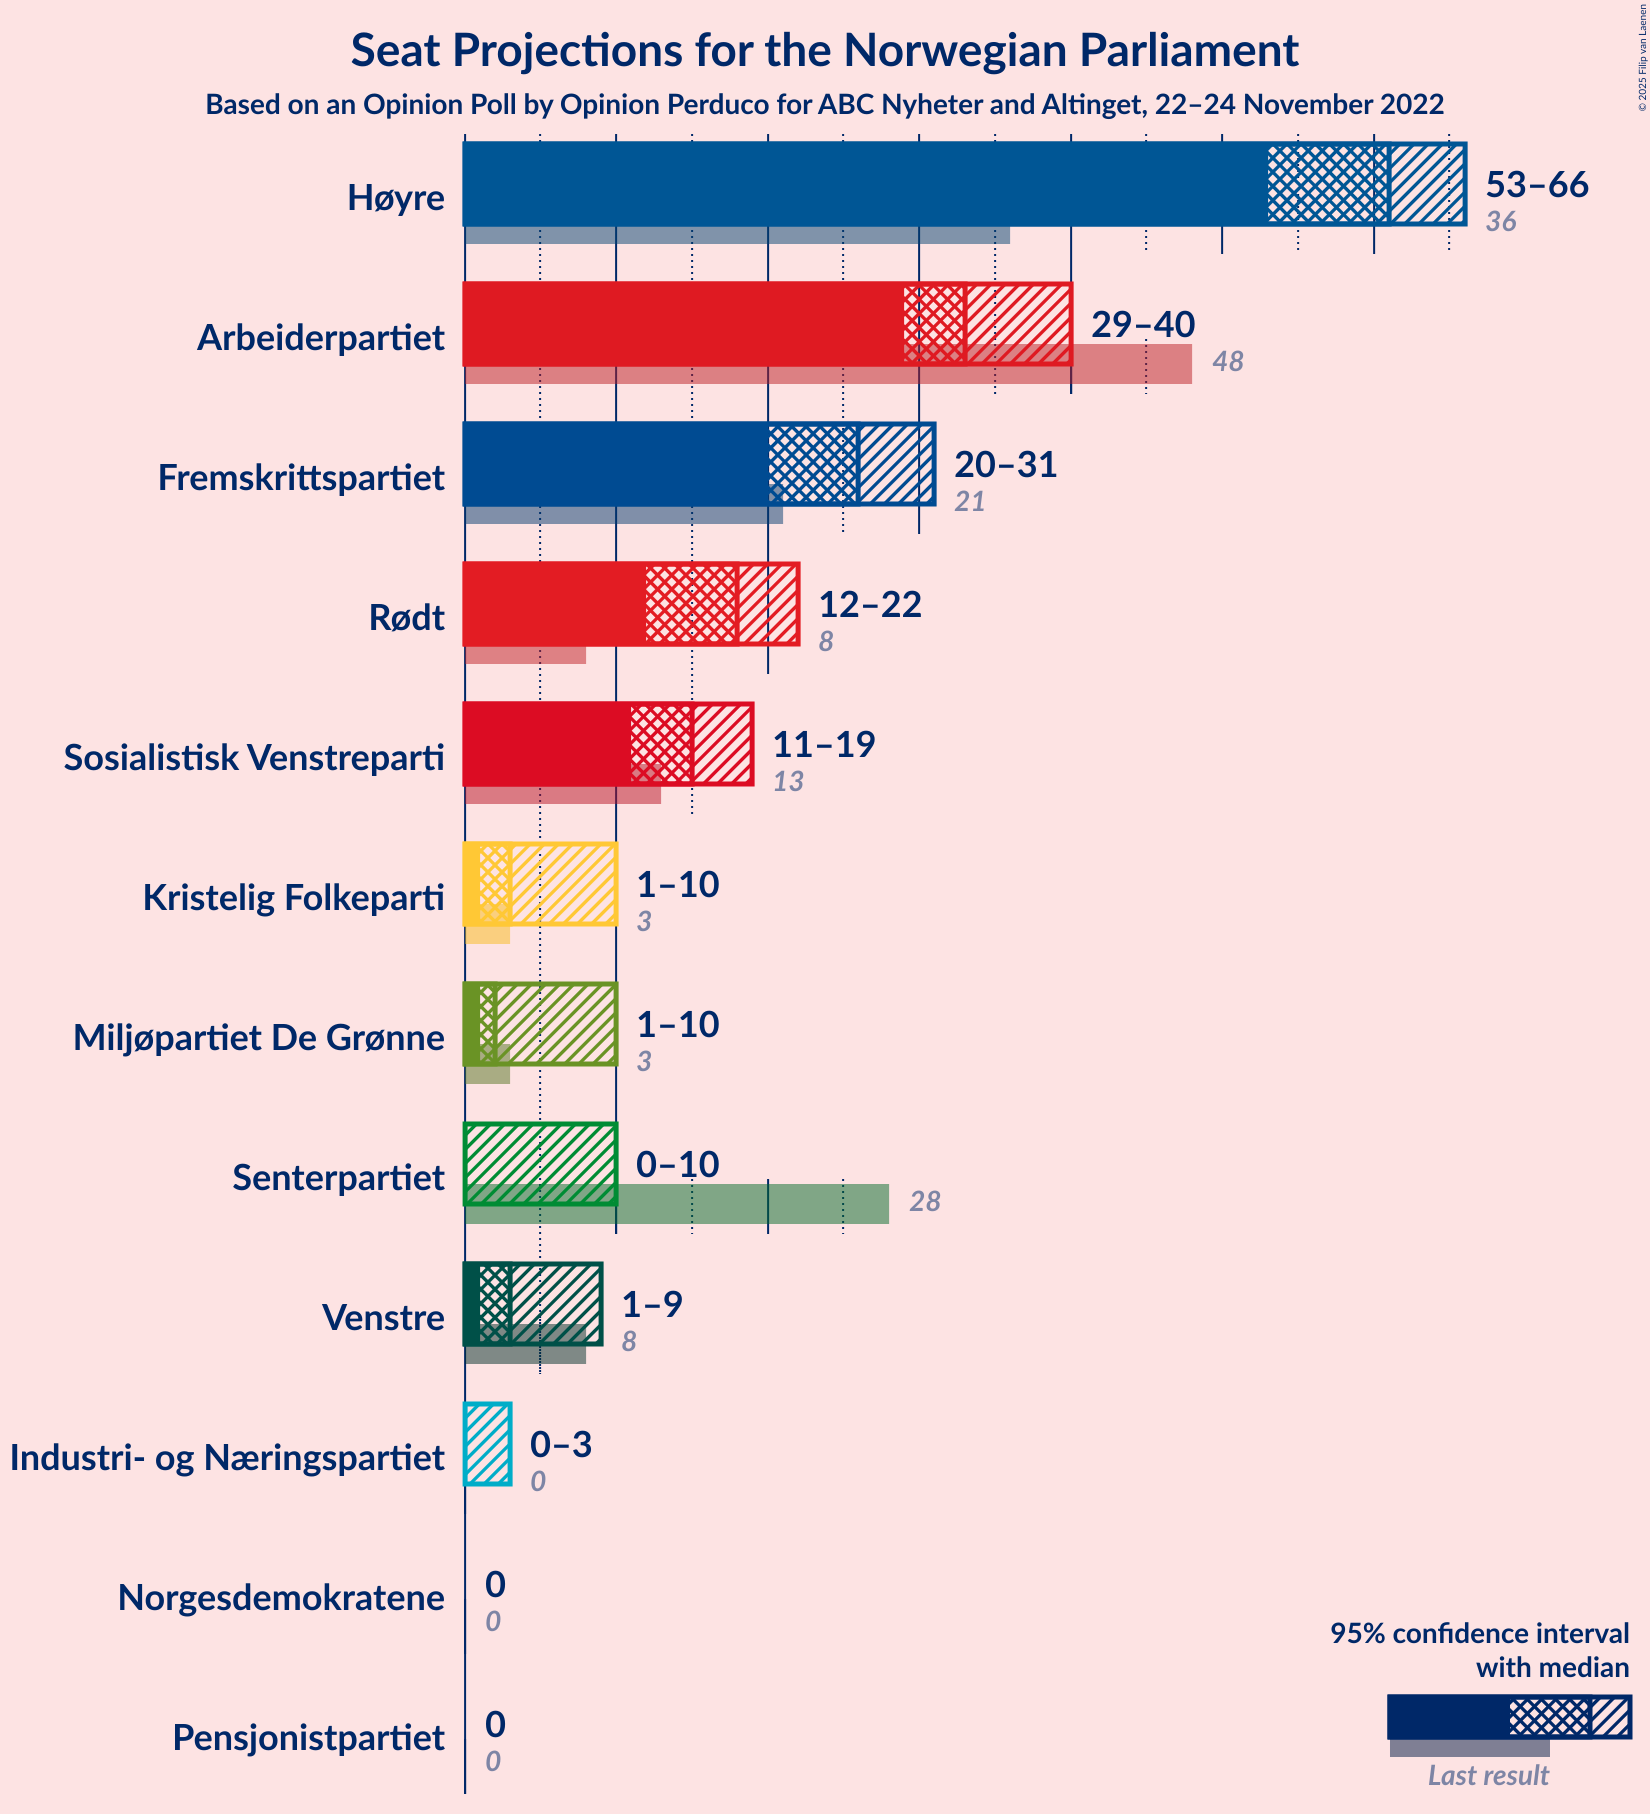 Seat Projections for the Norwegian Parliament
Based on an Opinion Poll by Opinion Perduco for ABC Nyheter and Altinget, 22–24 November 2022
© 2025 Filip van Laenen
Høyre
53–66
36
Arbeiderpartiet
29–40
48
Fremskrittspartiet
20–31
21
Rødt
12–22
8
Sosialistisk Venstreparti
11–19
13
Kristelig Folkeparti
1–10
3
Miljøpartiet De Grønne
1–10
3
Senterpartiet
0–10
28
Venstre
1–9
8
Industri- og Næringspartiet
0–3
0
Norgesdemokratene
0
0
Pensjonistpartiet
0
0
95% confidence interval
with median
Last result